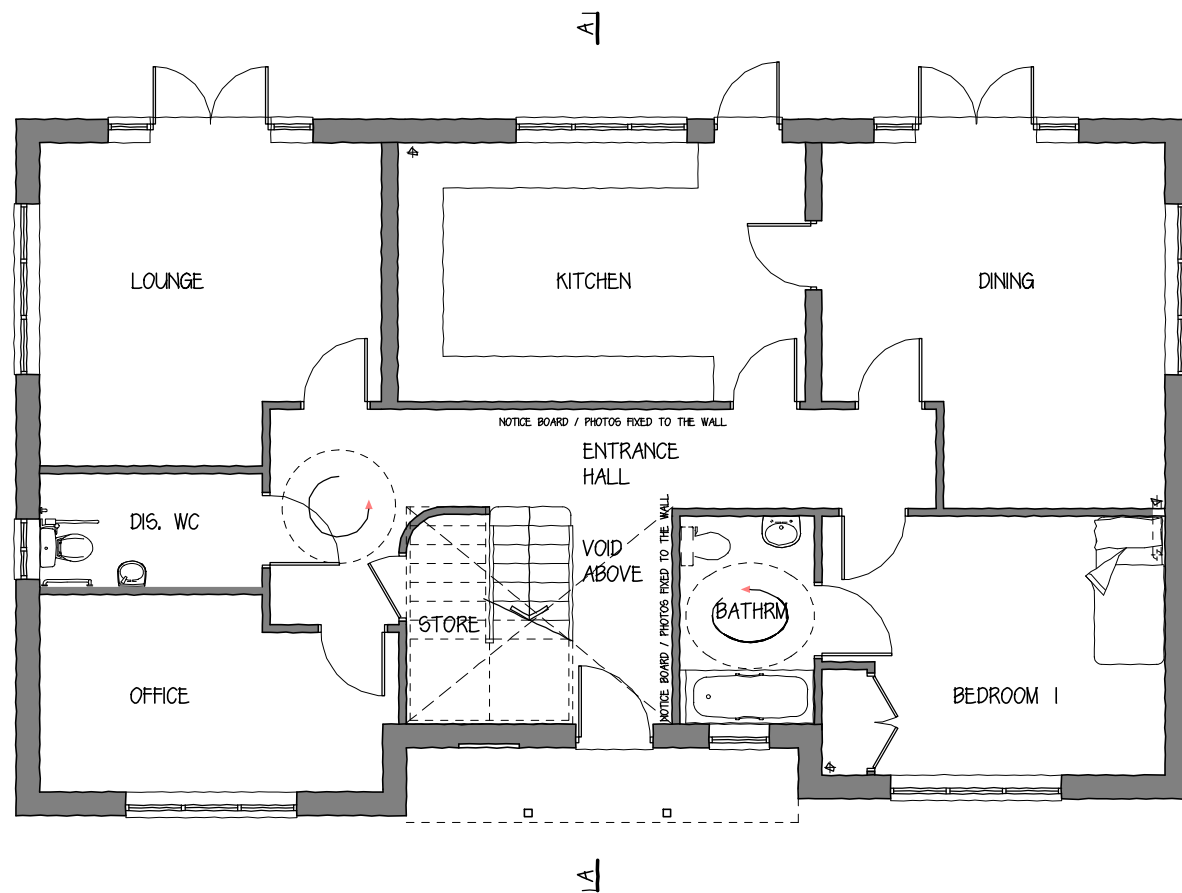 A
LOUNGE
KITCHEN
DINING
NOTICE BOARD / PHOTOS FIXED TO THE WALL
ENTRANCE
HALL
DIS. WC
VOID
ABOVE
NOTICE BOARD / PHOTOS FIXED TO THE WALL
STORE
BATHRM
OFFICE
BEDROOM 1
A